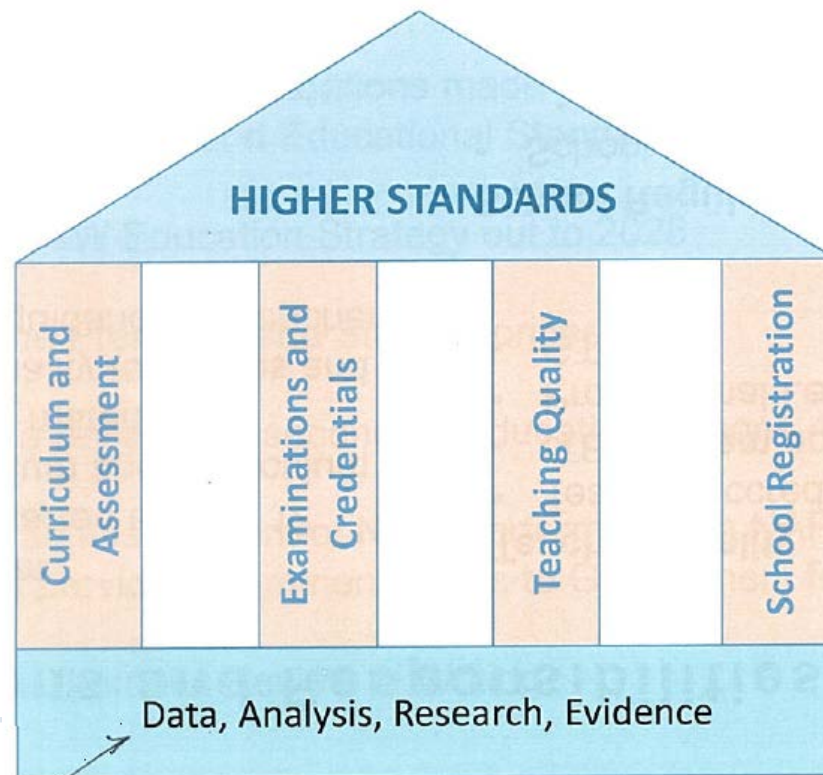 HIGHER STANDARDS
Curriculum and
Assessment
Examinations and
Credentials
Teaching Quality
School Registration
Data, Analysis, Research, Evidence